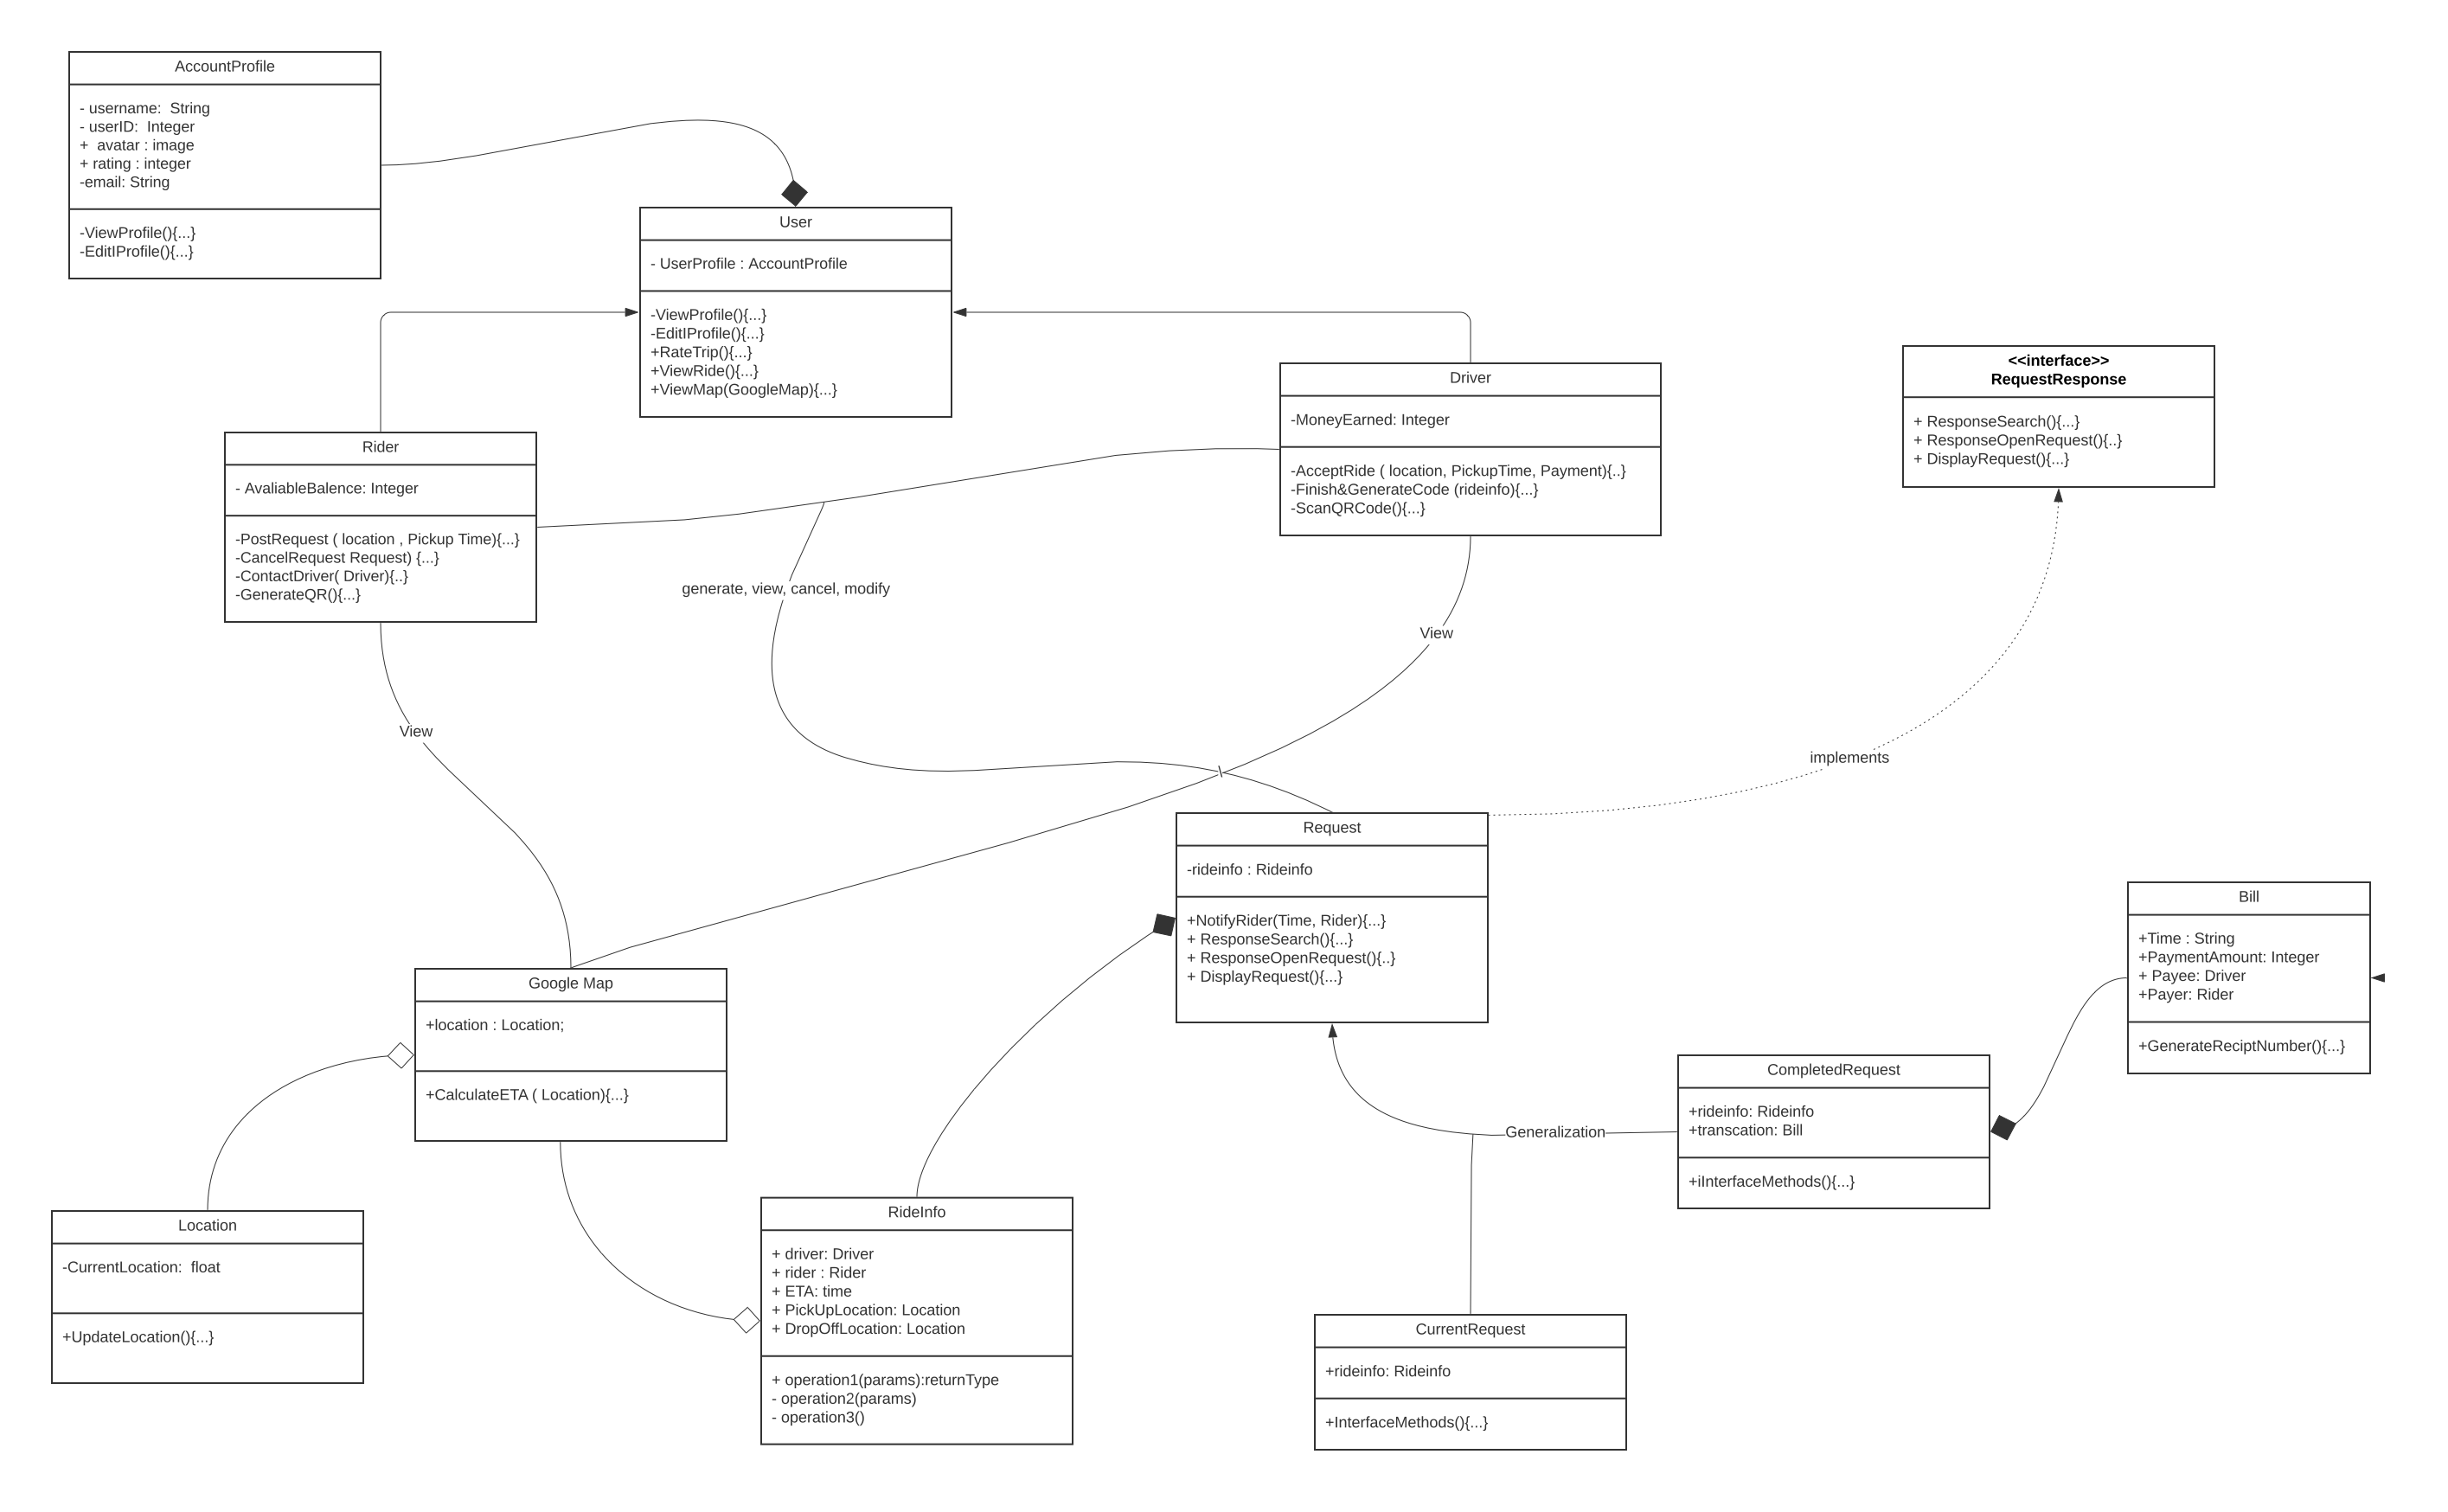 AccountProfile
- username:  String
- userID:  Integer
+  avatar : image
+ rating : integer
-email: String
-ViewProfile(){...}
-EditIProfile(){...}
User
- UserProfile : AccountProfile
-ViewProfile(){...}
-EditIProfile(){...}
+RateTrip(){...}
+ViewRide(){...}
+ViewMap(GoogleMap){...}
Driver
-MoneyEarned: Integer
-AcceptRide ( location, PickupTime, Payment){..}
-Finish&GenerateCode (rideinfo){...}
-ScanQRCode(){...}
<<interface>>
RequestResponse
+ ResponseSearch(){...}
+ ResponseOpenRequest(){..}
+ DisplayRequest(){...}
Rider
- AvaliableBalence: Integer
-PostRequest ( location , Pickup Time){...}
-CancelRequest Request) {...}
-ContactDriver( Driver){..}
-GenerateQR(){...}
generate, view, cancel, modify
View
View
implements
Request
-rideinfo : Rideinfo
+NotifyRider(Time, Rider){...}
+ ResponseSearch(){...}
+ ResponseOpenRequest(){..}
+ DisplayRequest(){...}
Bill
+Time : String
+PaymentAmount: Integer
+ Payee: Driver
+Payer: Rider
+GenerateReciptNumber(){...}
Google Map
+location : Location;
+CalculateETA ( Location){...}
Generalization
CompletedRequest
+rideinfo: Rideinfo
+transcation: Bill
+iInterfaceMethods(){...}
Location
-CurrentLocation:  float
+UpdateLocation(){...}
RideInfo
+ driver: Driver
+ rider : Rider
+ ETA: time
+ PickUpLocation: Location
+ DropOffLocation: Location
+ operation1(params):returnType
- operation2(params)
- operation3()
CurrentRequest
+rideinfo: Rideinfo
+InterfaceMethods(){...}